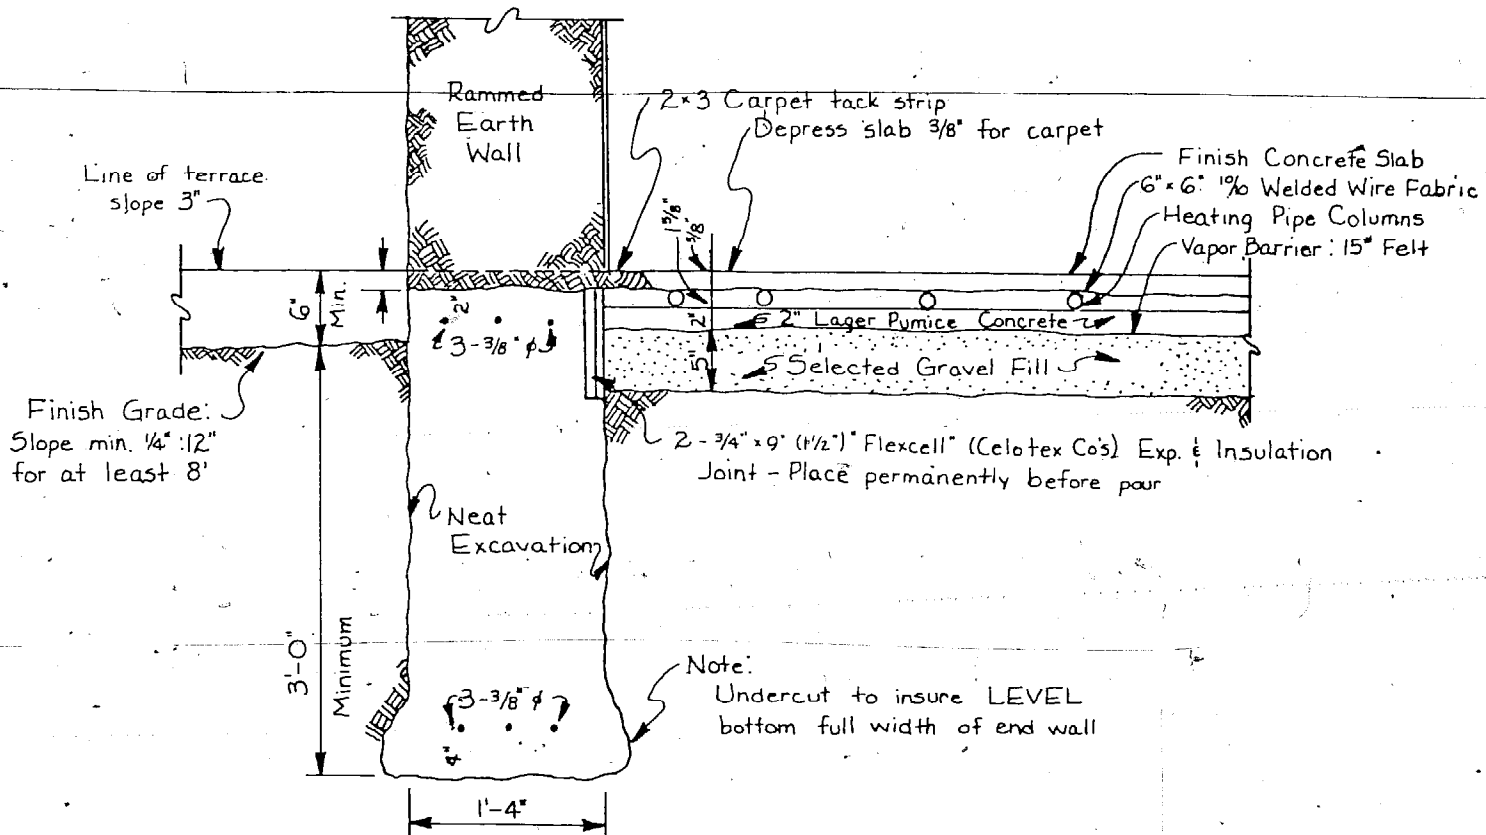 Rammed
Earth
Wall
2×3 Carpet tack strip
Depress slab 3/8" for carpet
Line of terrace
slope 3"
Finish Concrete Slab
6"×6" 10/10 Welded Wire Fabric
Heating Pipe Columns
Vapor Barrier: 15# Felt
1 5/8"
3/8"
6"
Min.
2"
2"
2" Lager Pumice Concrete
3-3/8" ϕ
5"
Selected Gravel Fill
Finish Grade:
Slope min. 1/4":12"
for at least 8'
2-3/4"×9" (1 1/2") "Flexcell" (Celotex Co's) Exp. & Insulation
Joint - Place permanently before pour
Neat
Excavation
3'-0"
Minimum
Note:
Undercut to insure LEVEL
bottom full width of end wall
3-3/8" ϕ
4"
1'-4"